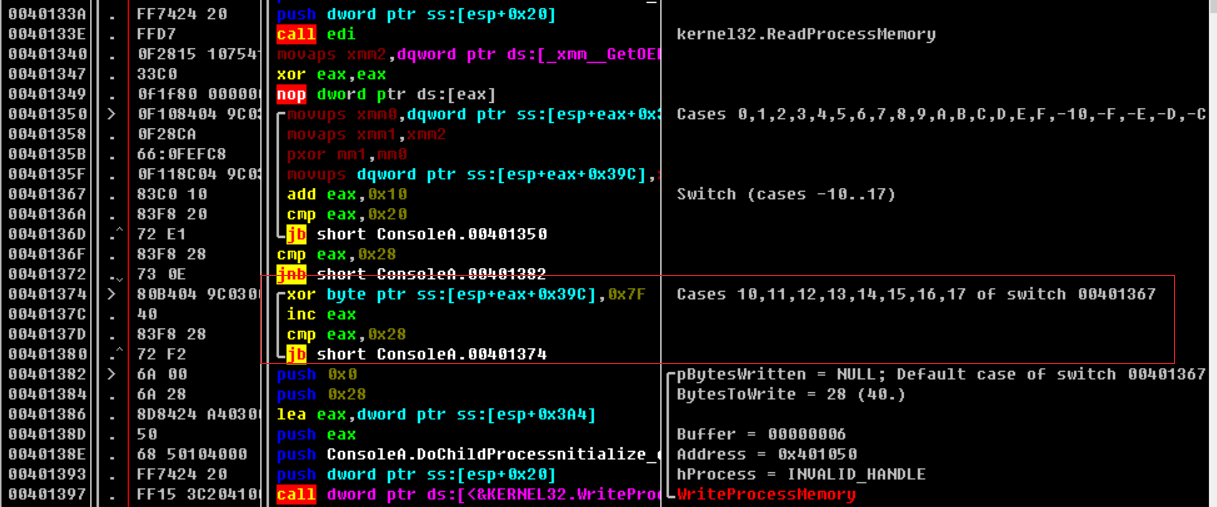 0040133A . FF7424 20 push dword ptr ss:[esp+0x20]
0040133E . FFD7 call edi kernel32.ReadProcessMemory
00401340 . 0F2815 10754 movaps xmm2,dqword ptr ds:[_xmm__GetOE
00401347 . 33C0 xor eax,eax
00401349 . 0F1F80 00000 nop dword ptr ds:[eax]
00401350 > 0F108404 9C03 movups xmm0,dqword ptr ss:[esp+eax+0x3 Cases 0,1,2,3,4,5,6,7,8,9,A,B,C,D,E,F,-10,-F,-E,-D,-C
00401358 . 0F28CA movaps xmm1,xmm2
0040135B . 66:0FEFC8 pxor mm1,mm0
0040135F . 0F118C04 9C03 movups dqword ptr ss:[esp+eax+0x39C],
00401367 . 83C0 10 add eax,0x10 Switch (cases -10..17)
0040136A . 83F8 20 cmp eax,0x20
0040136D .^ 72 E1 jb short ConsoleA.00401350
0040136F . 83F8 28 cmp eax,0x28
00401372 .v 73 0E jnb short ConsoleA.00401382
00401374 > 80B404 9C030 xor byte ptr ss:[esp+eax+0x39C],0x7F Cases 10,11,12,13,14,15,16,17 of switch 00401367
0040137C . 40 inc eax
0040137D . 83F8 28 cmp eax,0x28
00401380 .^ 72 F2 jb short ConsoleA.00401374
00401382 > 6A 00 push 0x0 pBytesWritten = NULL; Default case of switch 00401367
00401384 . 6A 28 push 0x28 BytesToWrite = 28 (40.)
00401386 . 8D8424 A4030 lea eax,dword ptr ss:[esp+0x3A4]
0040138D . 50 push eax Buffer = 00000006
0040138E . 68 50104000 push ConsoleA.DoChildProcessnitialize_ Address = 0x401050
00401393 . FF7424 20 push dword ptr ss:[esp+0x20] hProcess = INVALID_HANDLE
00401397 . FF15 3C204100 call dword ptr ds:[<&KERNEL32.WritePro WriteProcessMemory